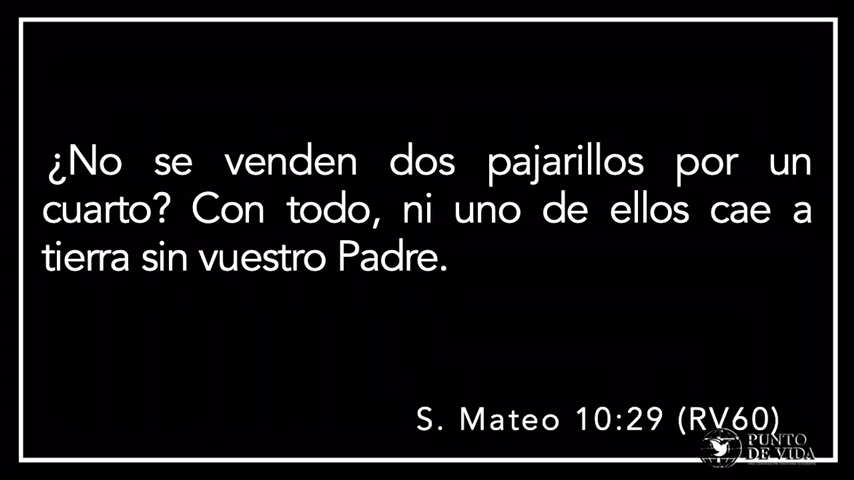 ¿No se venden dos pajarillos por un
cuarto? Con todo, ni uno de ellos cae a
tierra sin vuestro Padre.
S. Mateo 10:29 (RV60)
PUNTO
DE VIDA